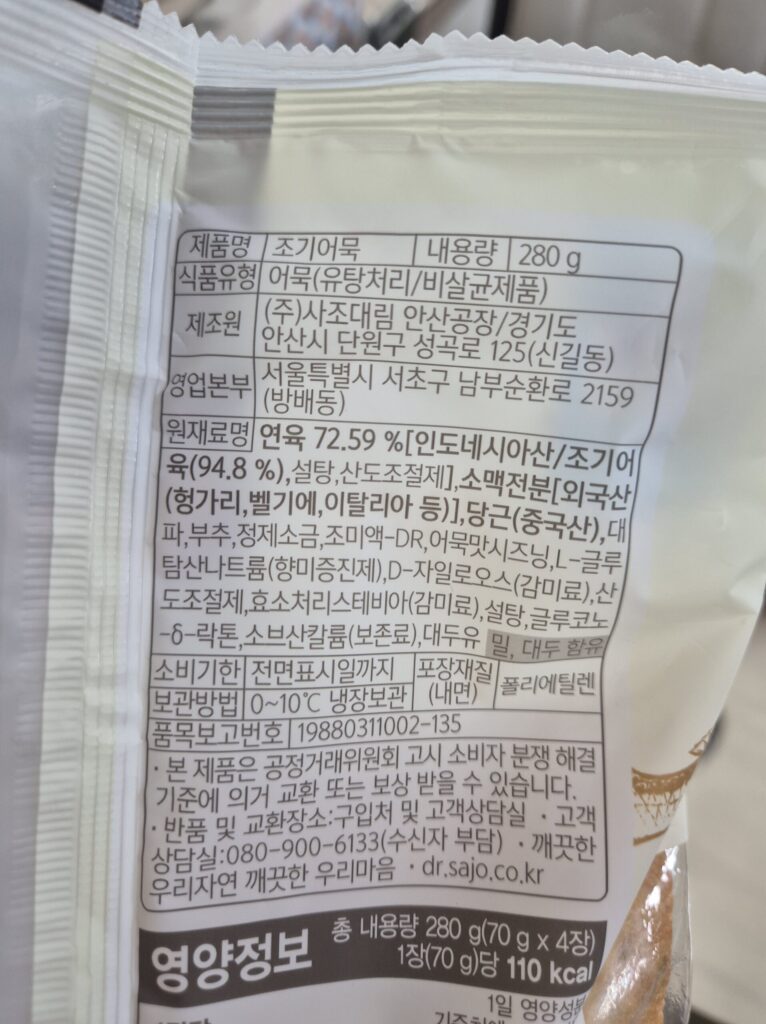 제품명 조기어묵 내용량 280 g
식품유형 어묵(유탕처리/비살균제품)
제조원 (주)사조대림 안산공장/경기도
안산시 단원구 성곡로 125(신길동)
영업본부 서울특별시 서초구 남부순환로 2159
(방배동)
원재료명 연육 72.59 %[인도네시아산/조기어
육(94.8 %),설탕,산도조절제],소맥전분[외국산
(헝가리,벨기에,이탈리아 등)],당근(중국산),대
파,부추,정제소금,조미액-DR,어묵맛시즈닝,L-글루
탐산나트륨(향미증진제),D-자일로오스(감미료),산
도조절제,효소처리스테비아(감미료),설탕,글루코노
-δ-락톤,소브산칼륨(보존료),대두유 밀, 대두 함유
소비기한 전면표시일까지 포장재질 (내면) 폴리에틸렌
보관방법 0~10℃ 냉장보관
품목보고번호 19880311002-135
· 본 제품은 공정거래위원회 고시 소비자 분쟁 해결
기준에 의거 교환 또는 보상 받을 수 있습니다.
· 반품 및 교환장소:구입처 및 고객상담실 · 고객
상담실:080-900-6133(수신자 부담) · 깨끗한
우리자연 깨끗한 우리마음 · dr.sajo.co.kr
영양정보 총 내용량 280 g(70 g x 4장)
1장(70 g)당 110 kcal
1일 영양성분